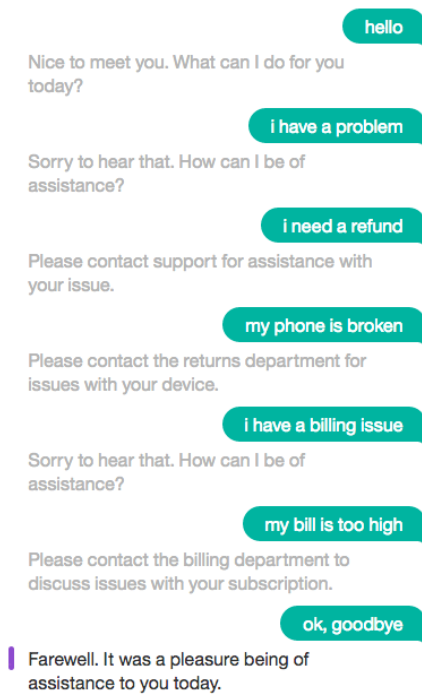 hello
Nice to meet you. What can I do for you
today?
i have a problem
Sorry to hear that. How can I be of
assistance?
i need a refund
Please contact support for assistance with
your issue.
my phone is broken
Please contact the returns department for
issues with your device.
i have a billing issue
Sorry to hear that. How can I be of
assistance?
my bill is too high
Please contact the billing department to
discuss issues with your subscription.
ok, goodbye
Farewell. It was a pleasure being of
assistance to you today.